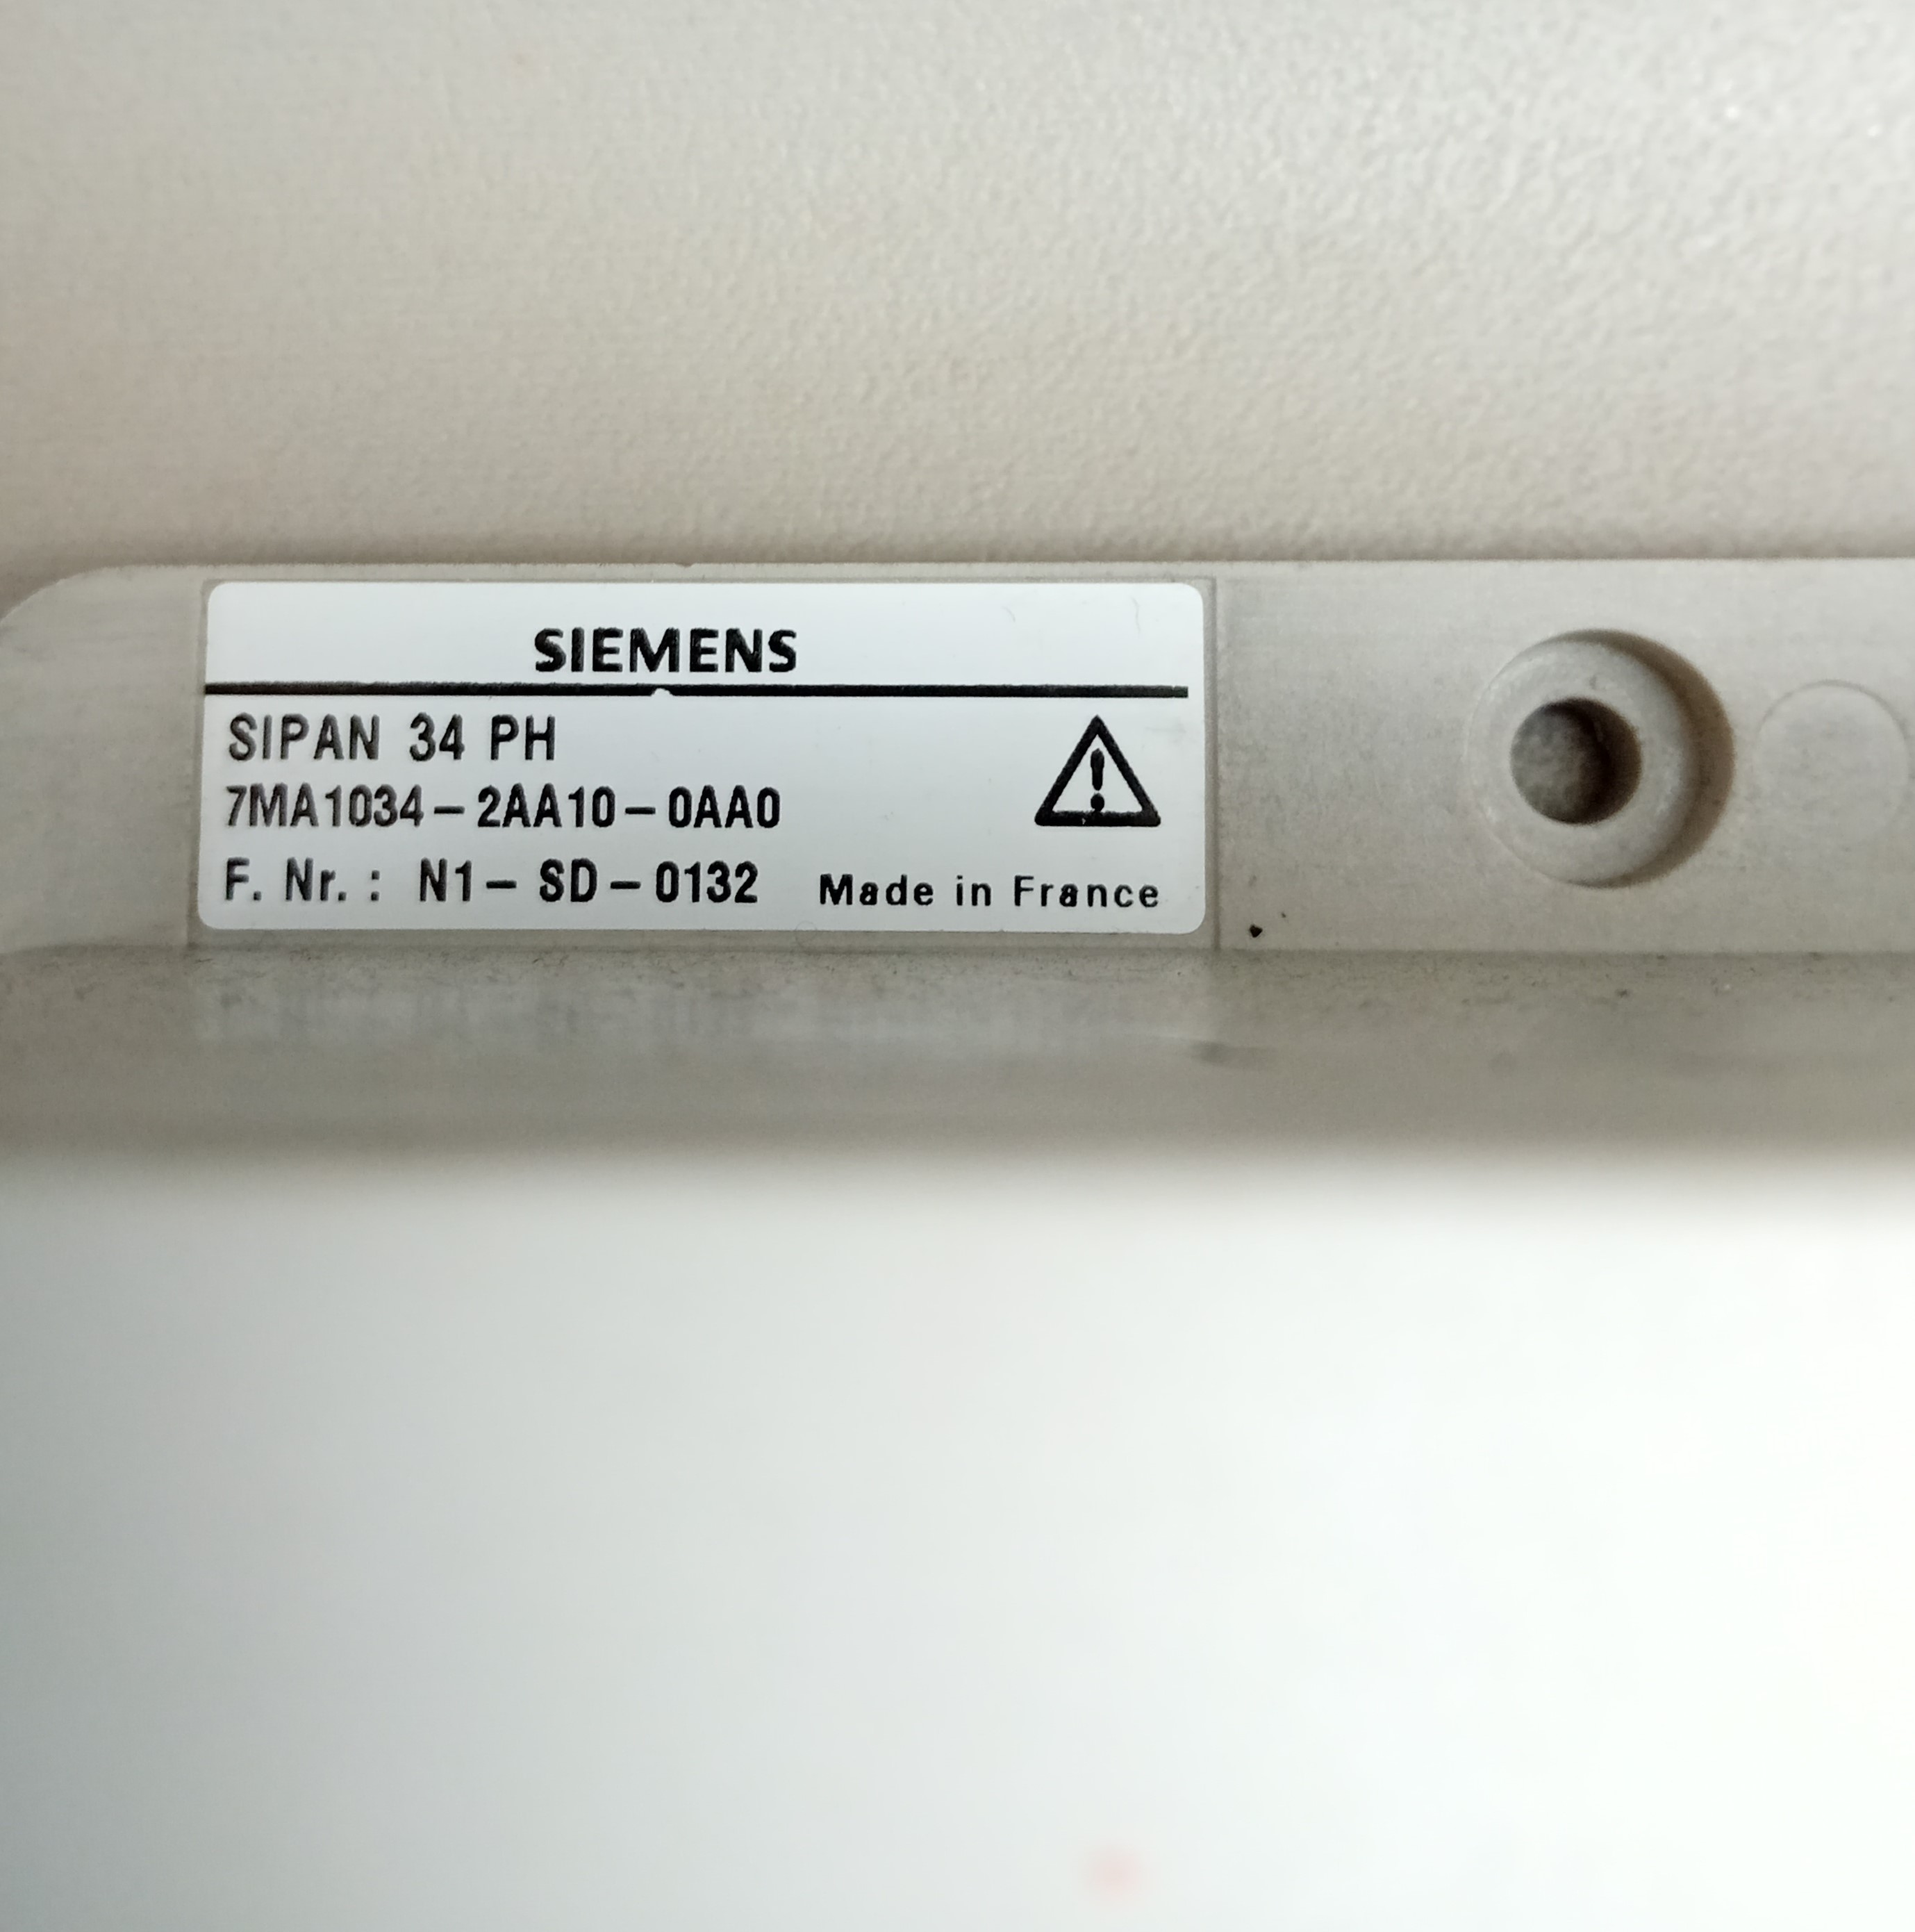 SIEMENS
SIPAN 34 PH
7MA1034-2AA10-0AA0
F. Nr.: N1-SD-0132 Made in France